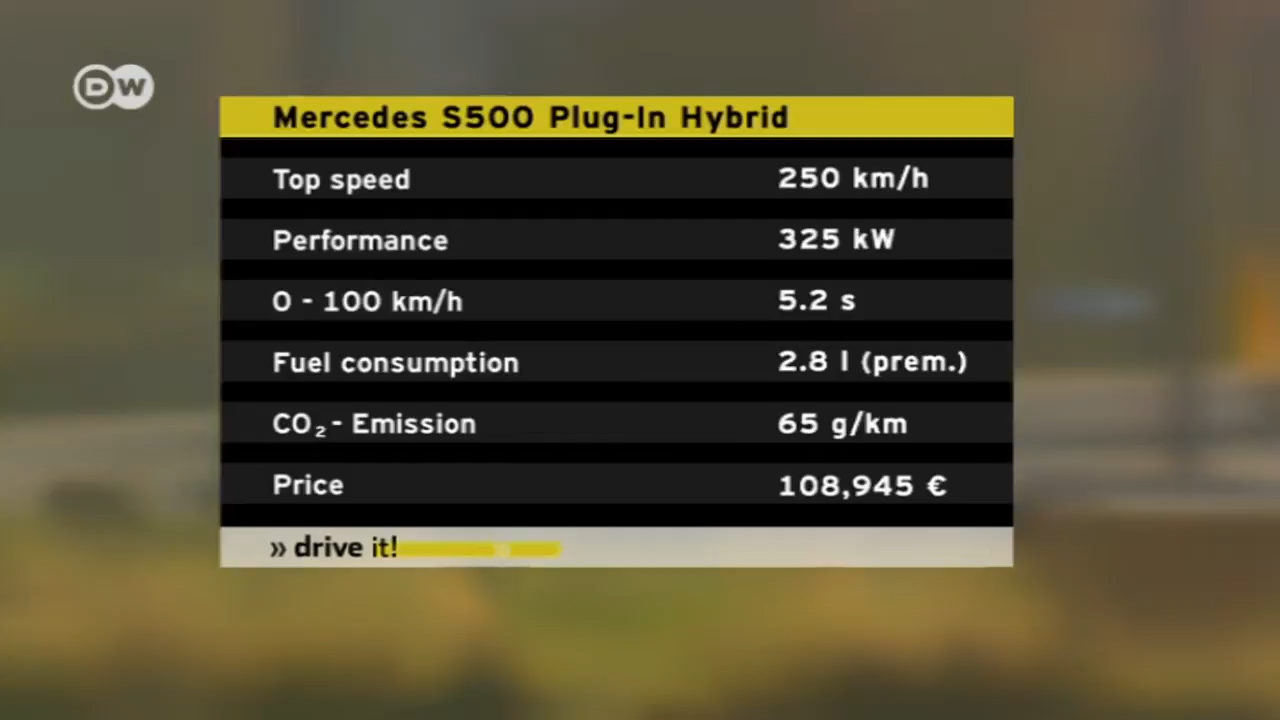 DW
Mercedes S500 Plug-In Hybrid
Top speed 250 km/h
Performance 325 kW
0 - 100 km/h 5.2 s
Fuel consumption 2.8 l (prem.)
CO₂- Emission 65 g/km
Price 108,945 €
» drive it!